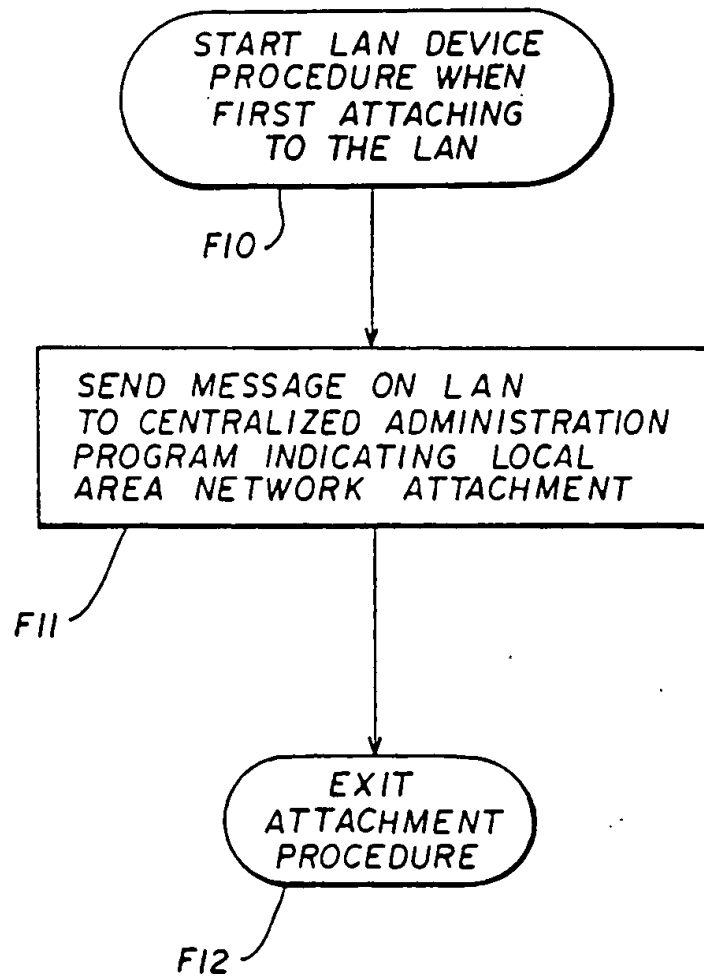 START LAN DEVICE
PROCEDURE WHEN
FIRST ATTACHING
TO THE LAN
F10
SEND MESSAGE ON LAN
TO CENTRALIZED ADMINISTRATION
PROGRAM INDICATING LOCAL
AREA NETWORK ATTACHMENT
F11
EXIT
ATTACHMENT
PROCEDURE
F12